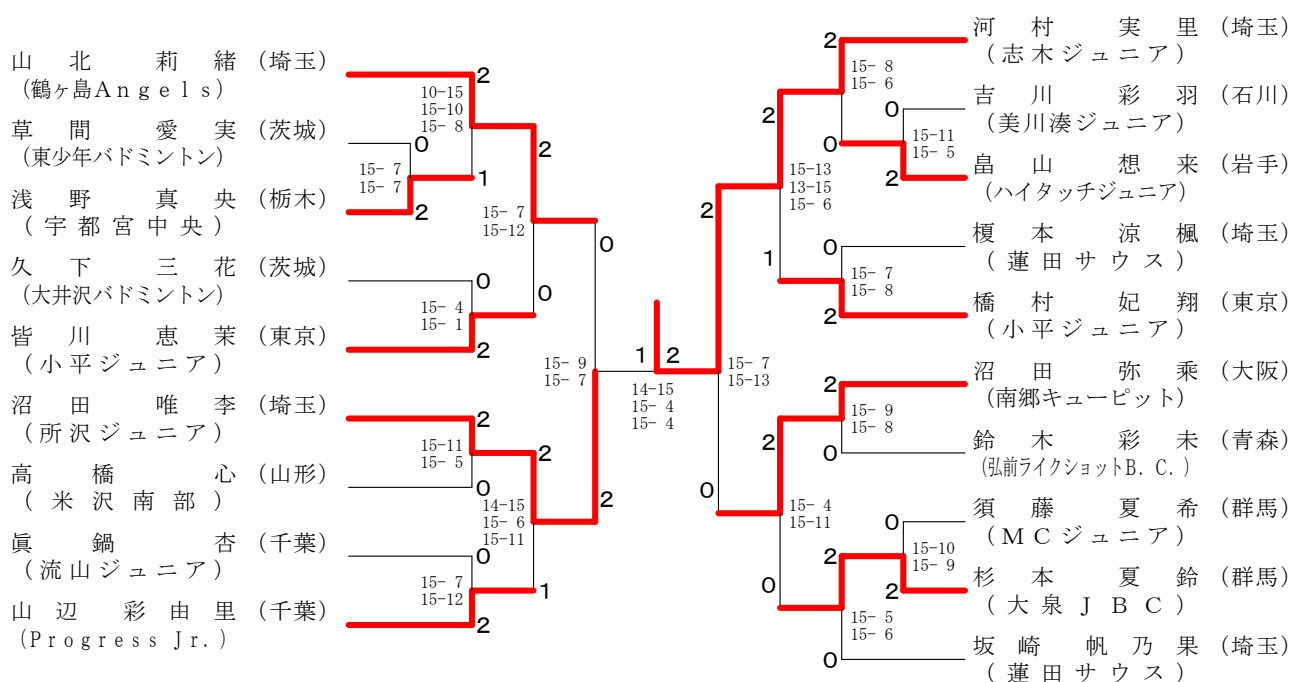 山北 莉緒 (埼玉)
(鶴ヶ島Angels)
草間 愛実 (茨城)
(東少年バドミントン)
浅野 真央 (栃木)
(宇都宮中央)
久下 三花 (茨城)
(大井沢バドミントン)
皆川 恵茉 (東京)
(小平ジュニア)
沼田 唯李 (埼玉)
(所沢ジュニア)
高橋 心 (山形)
(米沢南部)
眞鍋 杏 (千葉)
(流山ジュニア)
山辺 彩由里 (千葉)
(Progress Jr.)
2
10-15
15-10
15- 8
0
15- 7
15- 7
1
2
2
15- 7
15-12
0
0
15- 4
15- 1
0
2
15- 9
15- 7
2
15-11
15- 5
2
0
14-15
15- 6
15-11
2
0
15- 7
15-12
1
2
1 2
14-15
15- 4
15- 4
河村 実里 (埼玉)
(志木ジュニア)
吉川 彩羽 (石川)
(美川湊ジュニア)
畠山 想来 (岩手)
(ハイタッチジュニア)
榎本 涼楓 (埼玉)
(蓮田サウス)
橋村 妃翔 (東京)
(小平ジュニア)
沼田 弥乗 (大阪)
(南郷キューピット)
鈴木 彩未 (青森)
(弘前ライクショットB.C.)
須藤 夏希 (群馬)
(MCジュニア)
杉本 夏鈴 (群馬)
(大泉JBC)
坂崎 帆乃果 (埼玉)
(蓮田サウス)
2
15- 8
15- 6
0
2
15-11
15- 5
0
2
15-13
13-15
15- 6
2
0
1
15- 7
15- 8
2
15- 7
15-13
2
15- 9
15- 8
2
0
0
15- 4
15-11
0
2
15-10
15- 9
2
0
15- 5
15- 6
0